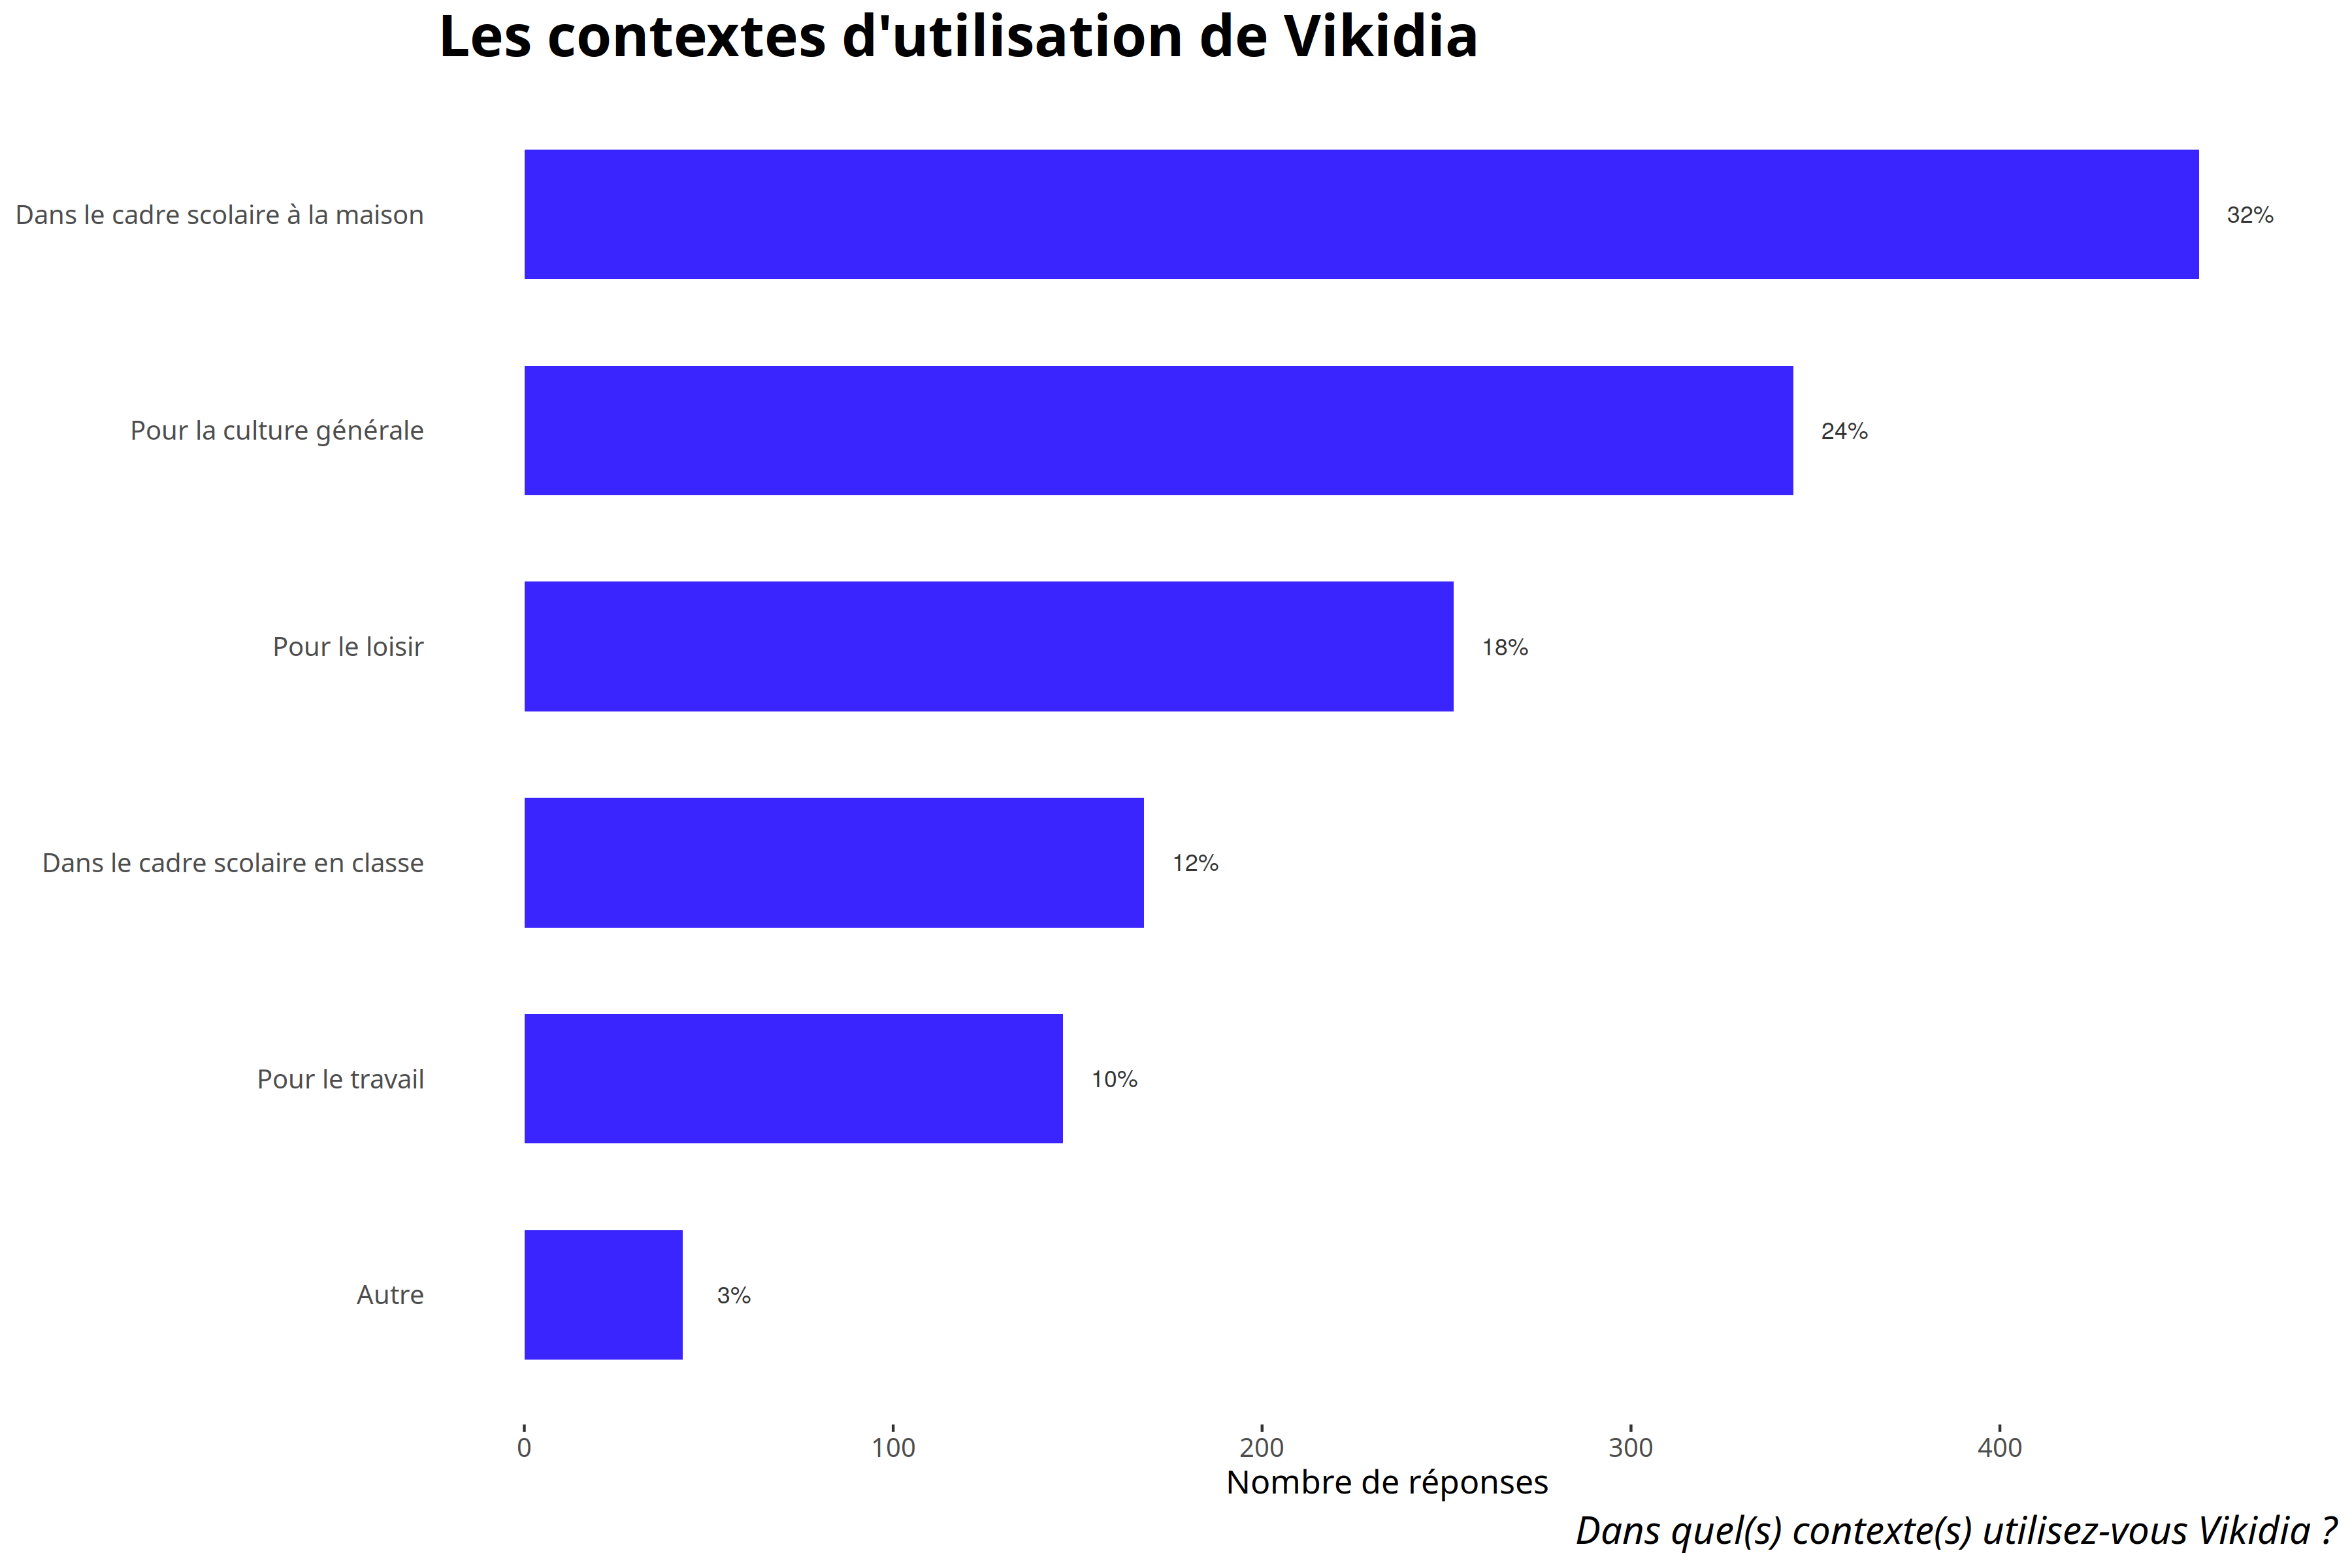 Les contextes d'utilisation de Vikidia
Dans le cadre scolaire à la maison
32%
Pour la culture générale
24%
Pour le loisir
18%
Dans le cadre scolaire en classe
12%
Pour le travail
10%
Autre
3%
0 100 200 300 400
Nombre de réponses
Dans quel(s) contexte(s) utilisez-vous Vikidia ?